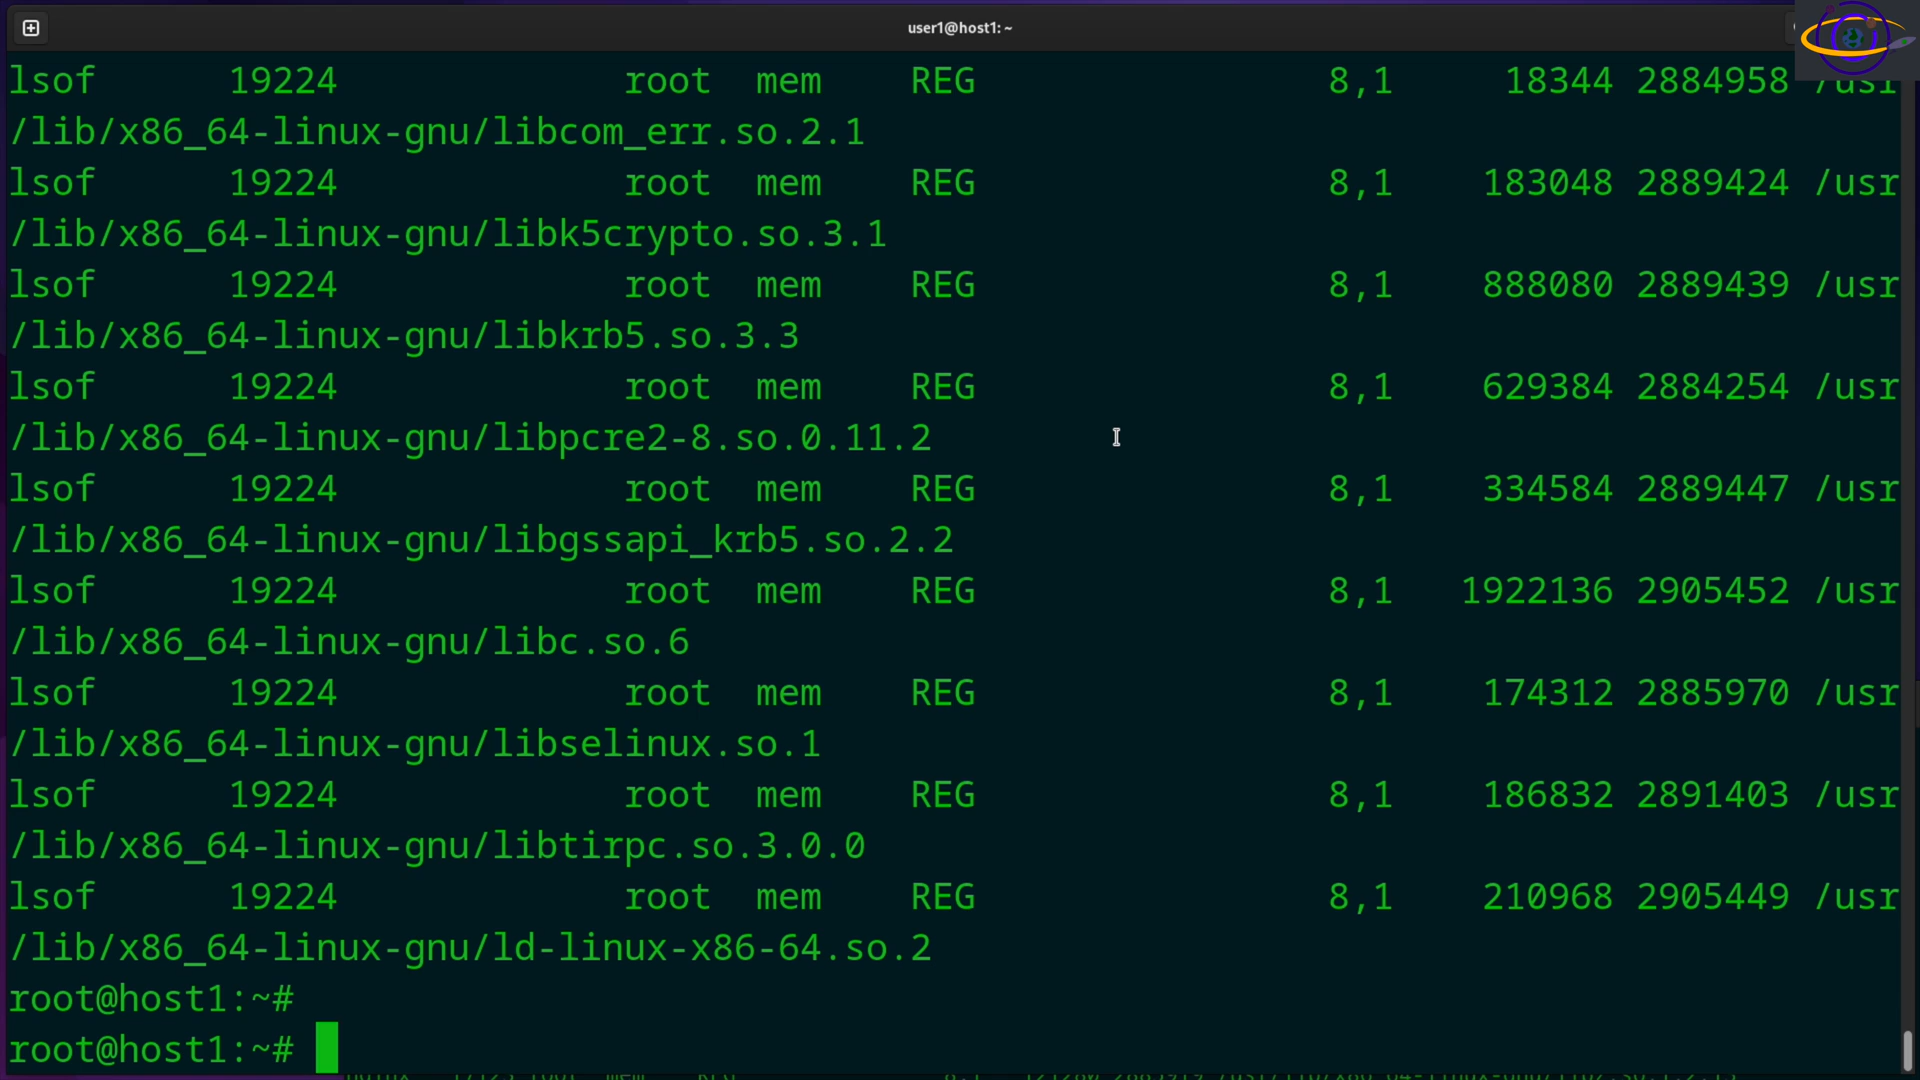 user1@host1: ~
lsof 19224 root mem REG 8,1 18344 2884958 /usr
/lib/x86_64-linux-gnu/libcom_err.so.2.1
lsof 19224 root mem REG 8,1 183048 2889424 /usr
/lib/x86_64-linux-gnu/libk5crypto.so.3.1
lsof 19224 root mem REG 8,1 888080 2889439 /usr
/lib/x86_64-linux-gnu/libkrb5.so.3.3
lsof 19224 root mem REG 8,1 629384 2884254 /usr
/lib/x86_64-linux-gnu/libpcre2-8.so.0.11.2
lsof 19224 root mem REG 8,1 334584 2889447 /usr
/lib/x86_64-linux-gnu/libgssapi_krb5.so.2.2
lsof 19224 root mem REG 8,1 1922136 2905452 /usr
/lib/x86_64-linux-gnu/libc.so.6
lsof 19224 root mem REG 8,1 174312 2885970 /usr
/lib/x86_64-linux-gnu/libselinux.so.1
lsof 19224 root mem REG 8,1 186832 2891403 /usr
/lib/x86_64-linux-gnu/libtirpc.so.3.0.0
lsof 19224 root mem REG 8,1 210968 2905449 /usr
/lib/x86_64-linux-gnu/ld-linux-x86-64.so.2
root@host1:~#
root@host1:~#